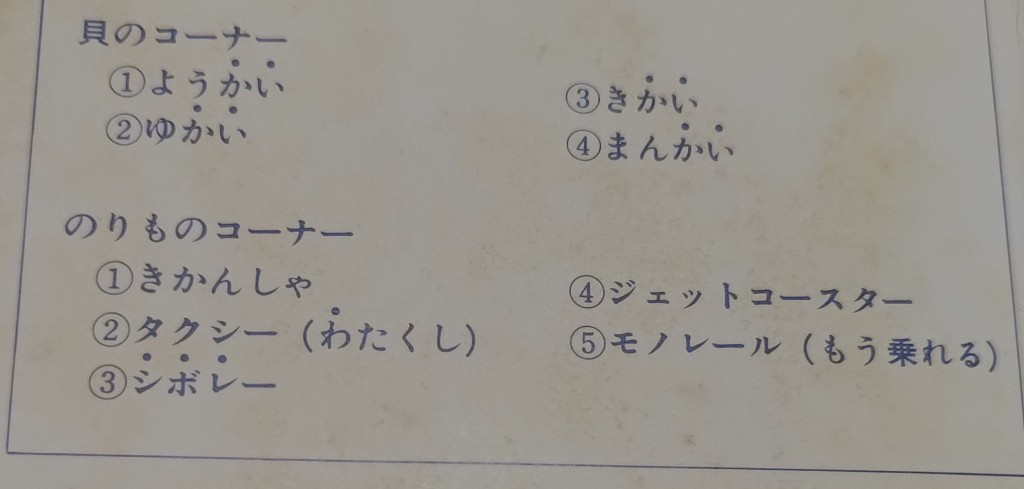 貝のコーナー
①ようかい
②ゆかい
③きかい
④まんかい
のりものコーナー
①きかんしゃ
②タクシー（わたくし）
③シボレー
④ジェットコースター
⑤モノレール（もう乗れる）